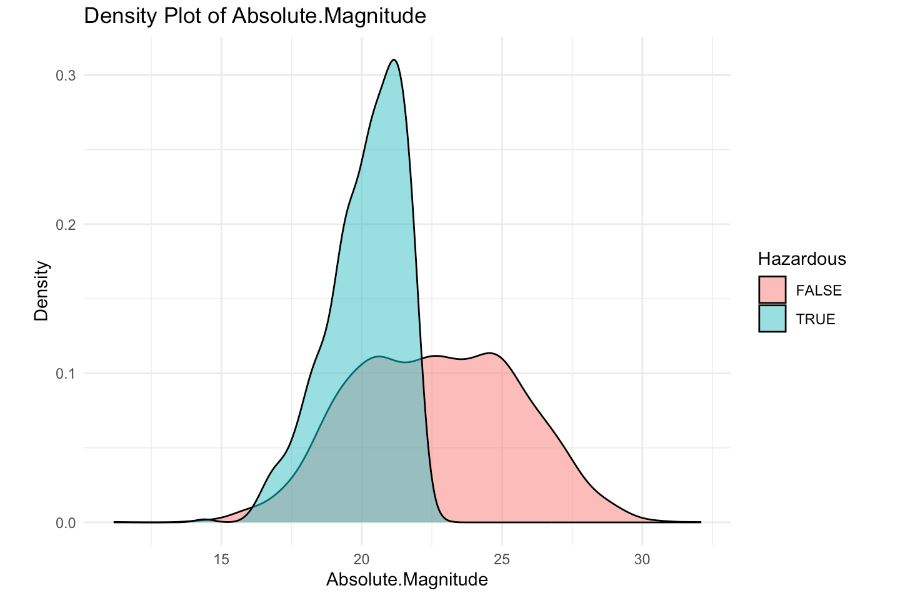 Density Plot of Absolute.Magnitude
0.3
0.2
0.1
0.0
Density
15 20 25 30
Absolute.Magnitude
Hazardous
FALSE
TRUE